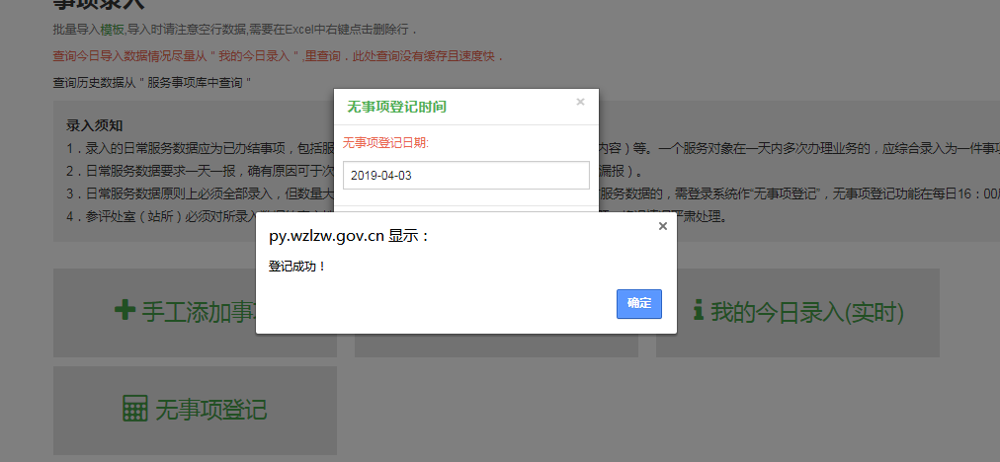 事项录入
批量导入模板,导入时请注意空行数据,需要在Excel中右键点击删除行，
查询今日导入数据情况尽量从＂我的今日录入＂,里查询，此处查询没有缓存且速度快．
查询历史数据从＂服务事项库中查询＂
无事项登记时间
×
录入须知
无事项登记日期:
1．录入的日常服务数据应为已办结事项，包括服
内容）等。一个服务对象在一天内多次办理业务的，应综合录入为一件事项
2019-04-03
2．日常服务数据要求一天一报，确有原因可于次
漏报）。
3．日常服务数据原则上必须全部录入，但数量大
服务数据的，需登录系统作“无事项登记”，无事项登记功能在每日16：00
4．参评处室（站所）必须对所录入
严肃处理。
py.wzlzw.gov.cn 显示：
×
登记成功！
确定
手工添加事
我的今日录入(实时)
无事项登记